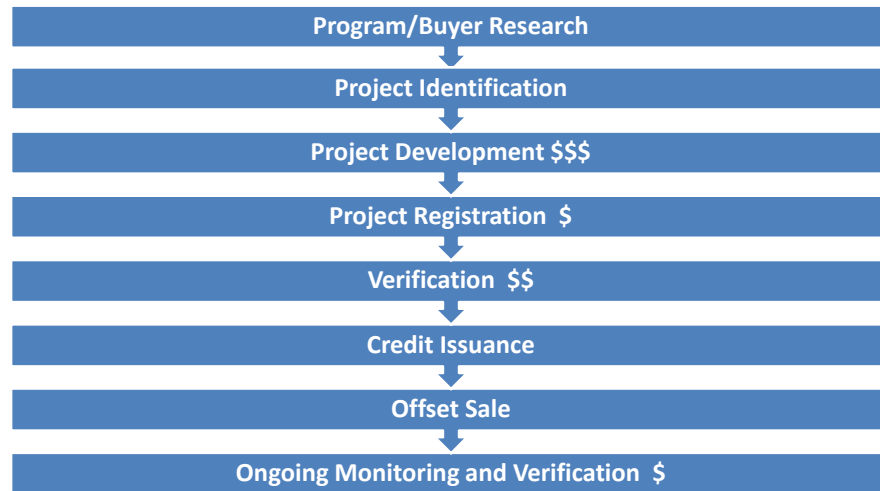 Program/Buyer Research
Project Identification
Project Development $$$
Project Registration $
Verification $$
Credit Issuance
Offset Sale
Ongoing Monitoring and Verification $